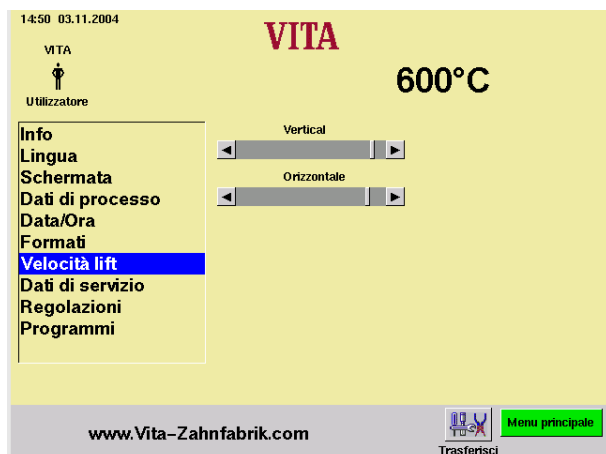 14:50 03.11.2004
VITA
VITA
600°C
Utilizzatore
Info
Lingua
Schermata
Dati di processo
Data/Ora
Formati
Velocità lift
Dati di servizio
Regolazioni
Programmi
Vertical
Orizzontale
www.Vita-Zahnfabrik.com
Trasferisci
Menu principale